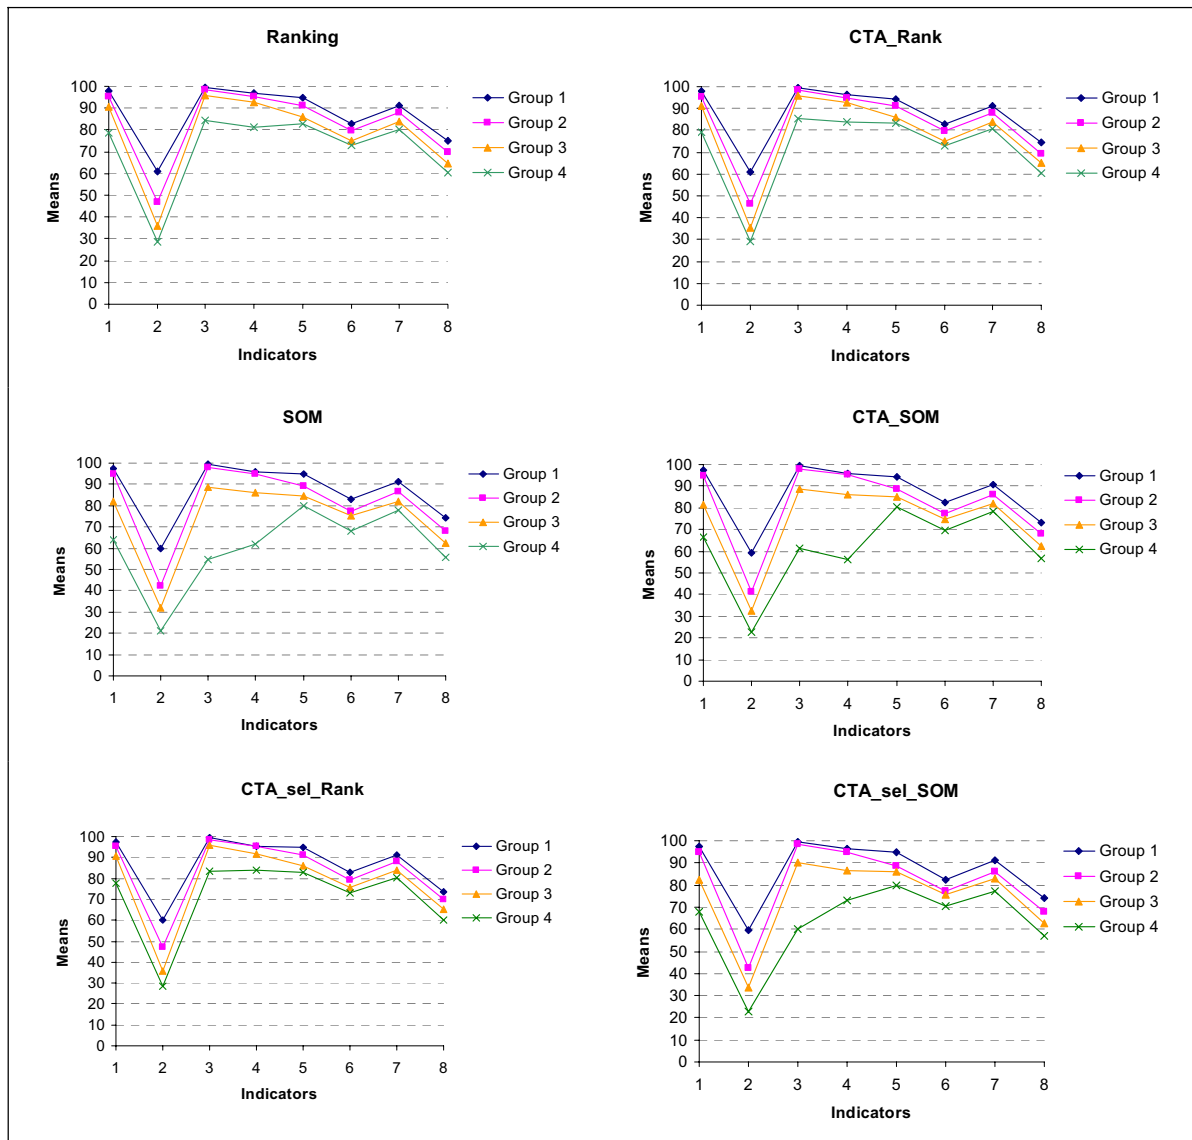 Ranking
100
90
80
70
60
50
40
30
20
10
0
Means
1 2 3 4 5 6 7 8
Indicators
Group 1
Group 2
Group 3
Group 4
CTA_Rank
100
90
80
70
60
50
40
30
20
10
0
Means
1 2 3 4 5 6 7 8
Indicators
Group 1
Group 2
Group 3
Group 4
SOM
100
90
80
70
60
50
40
30
20
10
0
Means
1 2 3 4 5 6 7 8
Indicators
Group 1
Group 2
Group 3
Group 4
CTA_SOM
100
90
80
70
60
50
40
30
20
10
0
Means
1 2 3 4 5 6 7 8
Indicators
Group 1
Group 2
Group 3
Group 4
CTA_sel_Rank
100
90
80
70
60
50
40
30
20
10
0
Means
1 2 3 4 5 6 7 8
Indicators
Group 1
Group 2
Group 3
Group 4
CTA_sel_SOM
100
90
80
70
60
50
40
30
20
10
0
Means
1 2 3 4 5 6 7 8
Indicators
Group 1
Group 2
Group 3
Group 4